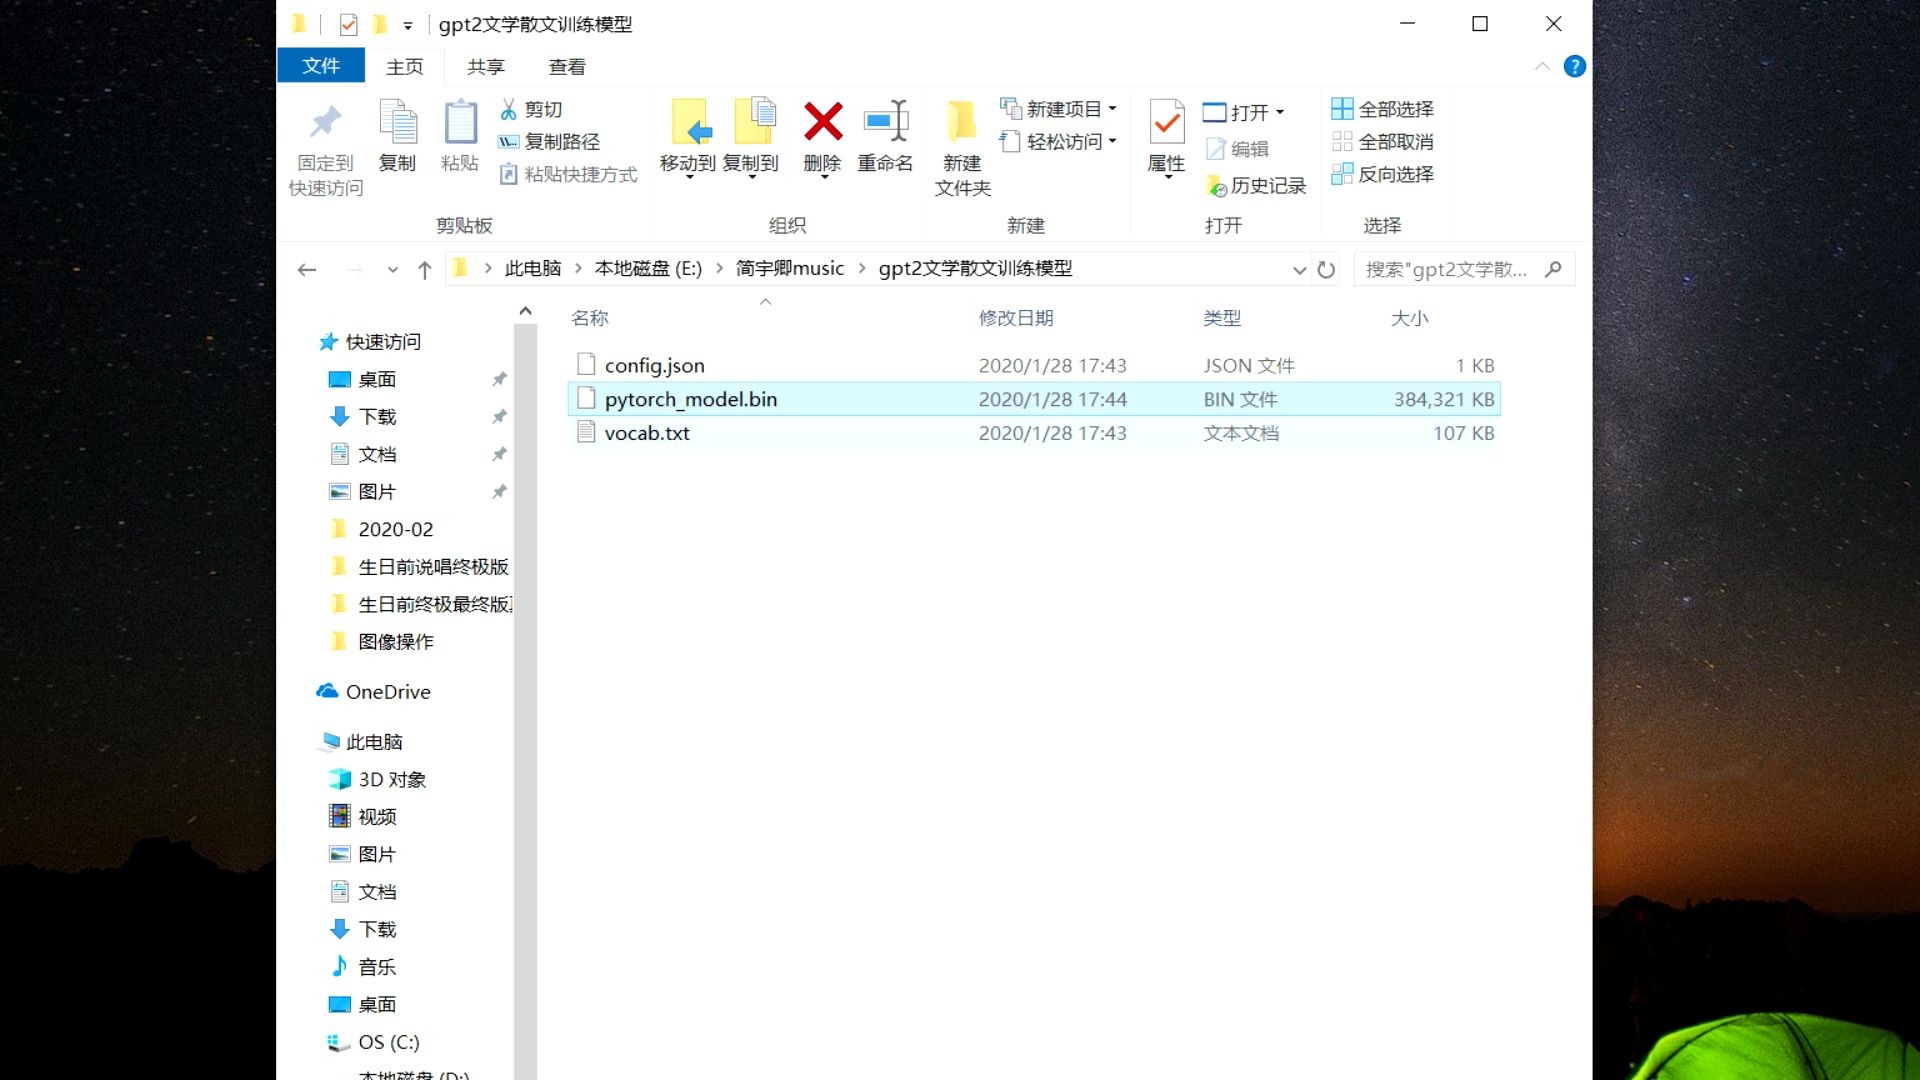 gpt2文学散文训练模型
文件 主页 共享 查看
固定到快速访问
复制
粘贴
剪切
复制路径
粘贴快捷方式
剪贴板
移动到
复制到
删除
重命名
组织
新建文件夹
新建项目
轻松访问
新建
属性
打开
编辑
历史记录
打开
全部选择
全部取消
反向选择
选择
此电脑 本地磁盘 (E:) 简宇卿music gpt2文学散文训练模型
搜索"gpt2文学散...
名称 修改日期 类型 大小
config.json 2020/1/28 17:43 JSON 文件 1 KB
pytorch_model.bin 2020/1/28 17:44 BIN 文件 384,321 KB
vocab.txt 2020/1/28 17:43 文本文档 107 KB
快速访问
桌面
下载
文档
图片
2020-02
生日前说唱终极版
生日前终极最终版
图像操作
OneDrive
此电脑
3D 对象
视频
图片
文档
下载
音乐
桌面
OS (C:)
本地磁盘 (D:)